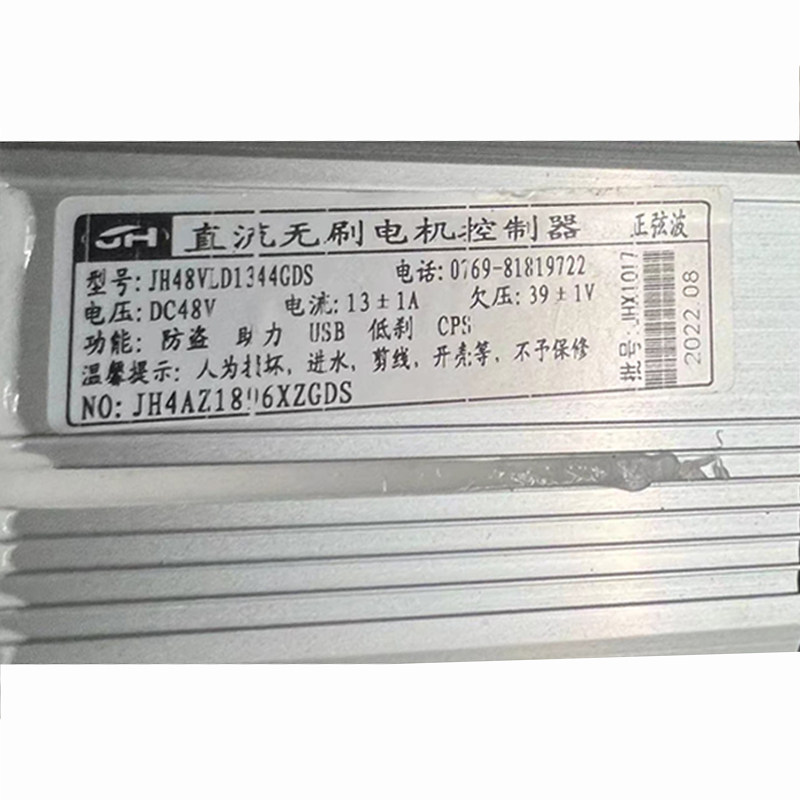 JH 直流无刷电机控制器 正弦波
型号: JH48VLD1344GDS 电话: 0769-81819722
电压: DC48V 电流: 13±1A 欠压: 39±1V
功能: 防盗 助力 USB 低刹 CPS
温馨提示: 人为损坏, 进水, 剪线, 开壳等, 不予保修
NO: JH4AZ1896XZGDS
批号: JHX1017
2022.08